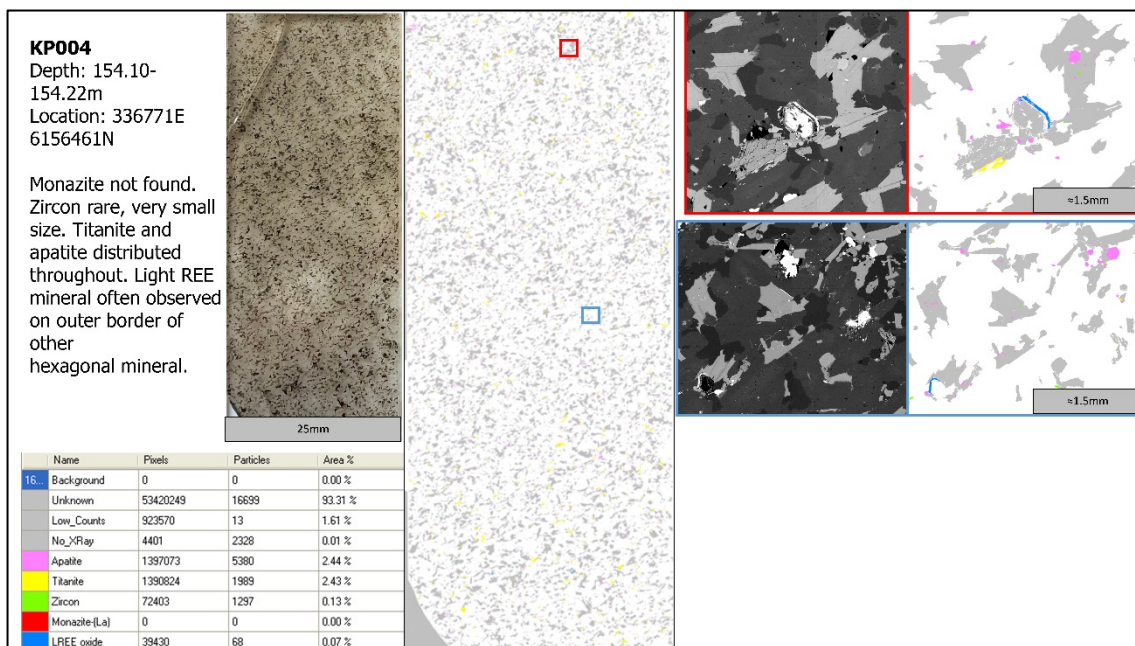 KP004
Depth: 154.10-
154.22m
Location: 336771E
6156461N
Monazite not found.
Zircon rare, very small
size. Titanite and
apatite distributed
throughout. Light REE
mineral often observed
on outer border of
other
hexagonal mineral.
25mm
Name Pixels Particles Area %
16... Background 0 0 0.00 %
Unknown 53420249 16699 93.31 %
Low_Counts 923570 13 1.61 %
No_XRay 4401 2328 0.01 %
Apatite 1397073 5380 2.44 %
Titanite 1390824 1989 2.43 %
Zircon 72403 1297 0.13 %
Monazite-(La) 0 0 0.00 %
LREE oxide 39430 68 0.07 %
≈1.5mm
≈1.5mm